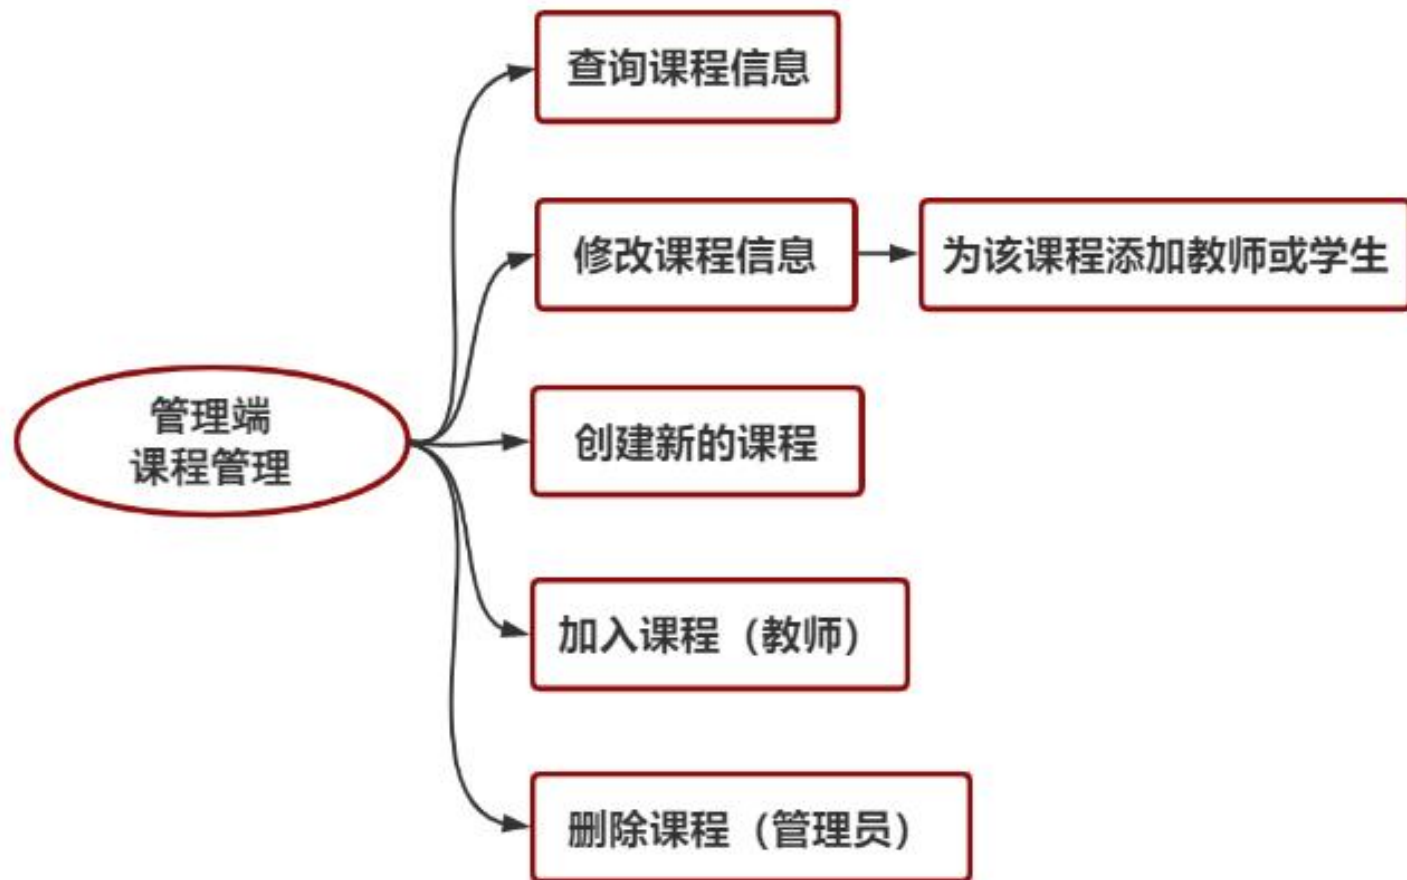 查询课程信息
修改课程信息
为该课程添加教师或学生
管理端
课程管理
创建新的课程
加入课程（教师）
删除课程（管理员）